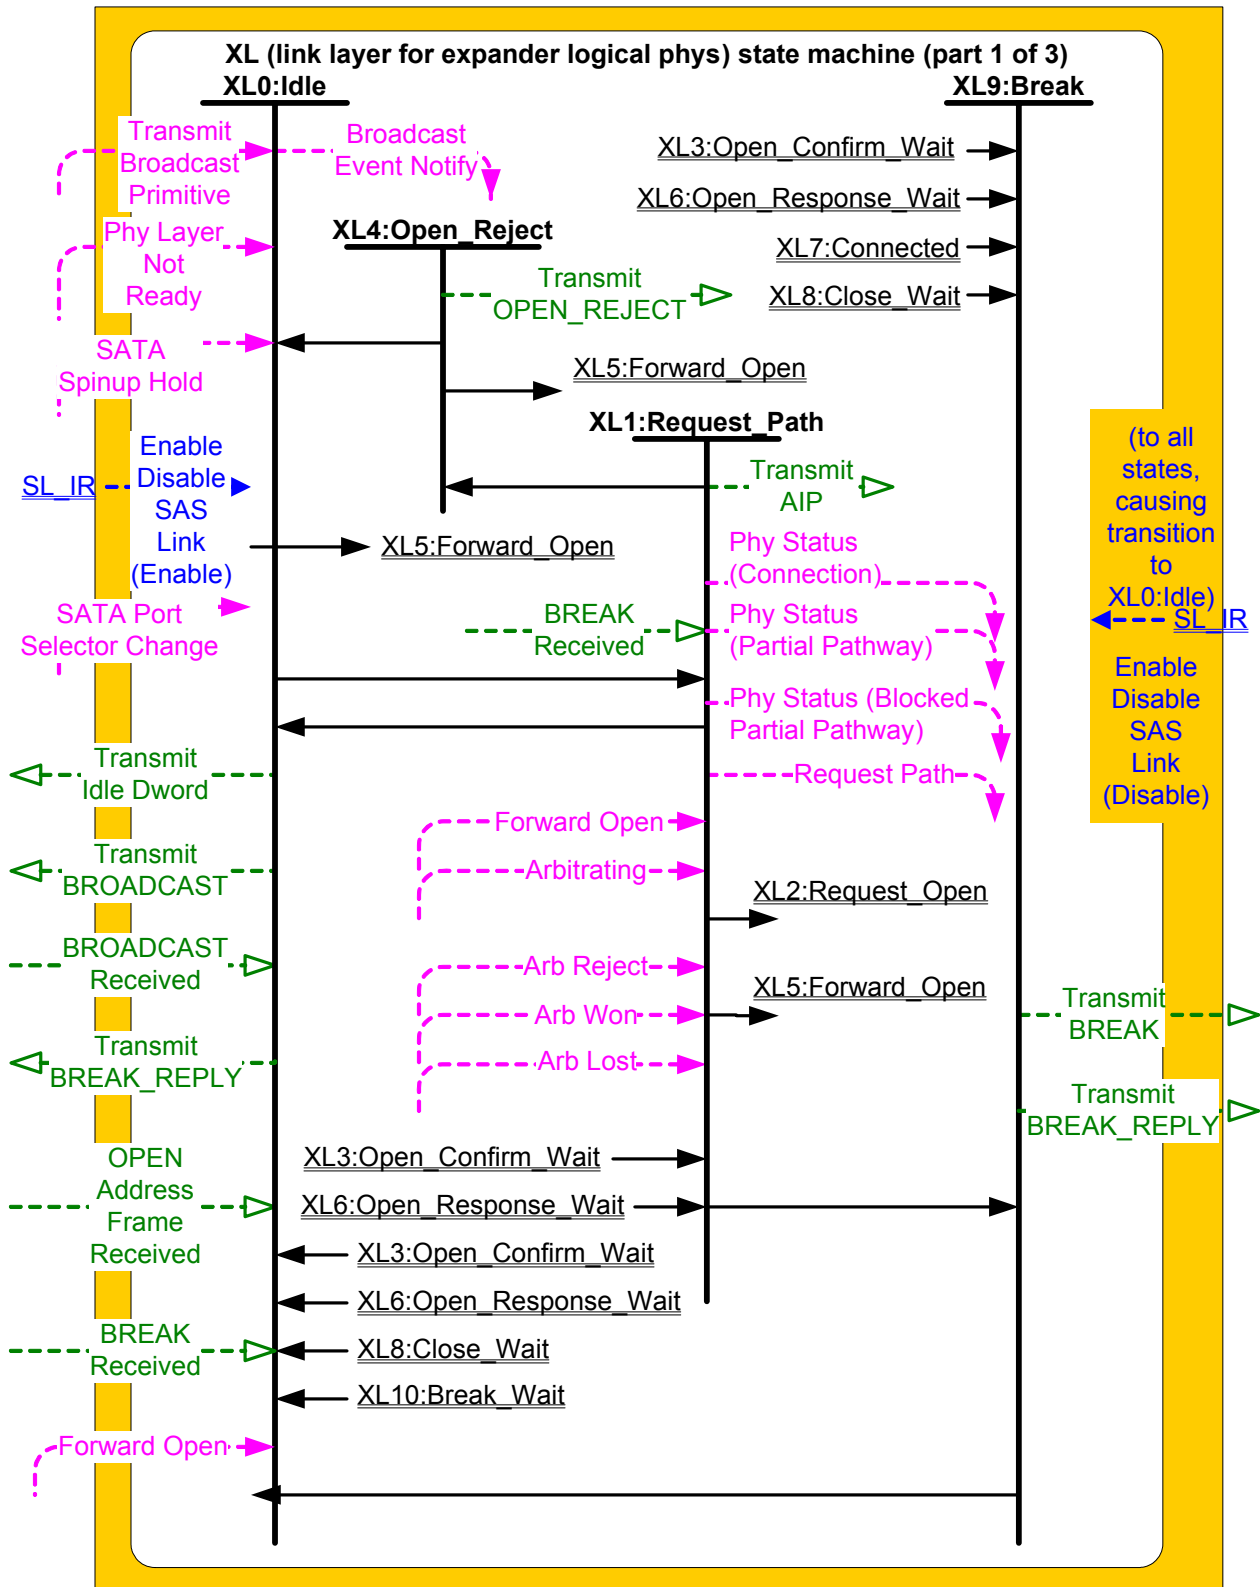 XL (link layer for expander logical phys) state machine (part 1 of 3)
XL0:Idle
XL9:Break
Transmit
Broadcast
Primitive
Broadcast
Event Notify
XL3:Open_Confirm_Wait
XL6:Open_Response_Wait
XL7:Connected
XL8:Close_Wait
Phy Layer
Not
Ready
XL4:Open_Reject
Transmit
OPEN_REJECT
SATA
Spinup Hold
XL5:Forward_Open
XL1:Request_Path
SL_IR
Enable
Disable
SAS
Link
(Enable)
Transmit
AIP
(to all
states,
causing
transition
to
XL0:Idle)
SL_IR
Enable
Disable
SAS
Link
(Disable)
XL5:Forward_Open
Phy Status
(Connection)
SATA Port
Selector Change
BREAK
Received
Phy Status
(Partial Pathway)
Phy Status (Blocked
Partial Pathway)
Request Path
Transmit
Idle Dword
Forward Open
Arbitrating
Transmit
BROADCAST
XL2:Request_Open
BROADCAST
Received
Arb Reject
Arb Won
Arb Lost
XL5:Forward_Open
Transmit
BREAK
Transmit
BREAK_REPLY
Transmit
BREAK_REPLY
OPEN
Address
Frame
Received
XL3:Open_Confirm_Wait
XL6:Open_Response_Wait
XL3:Open_Confirm_Wait
XL6:Open_Response_Wait
BREAK
Received
XL8:Close_Wait
XL10:Break_Wait
Forward Open